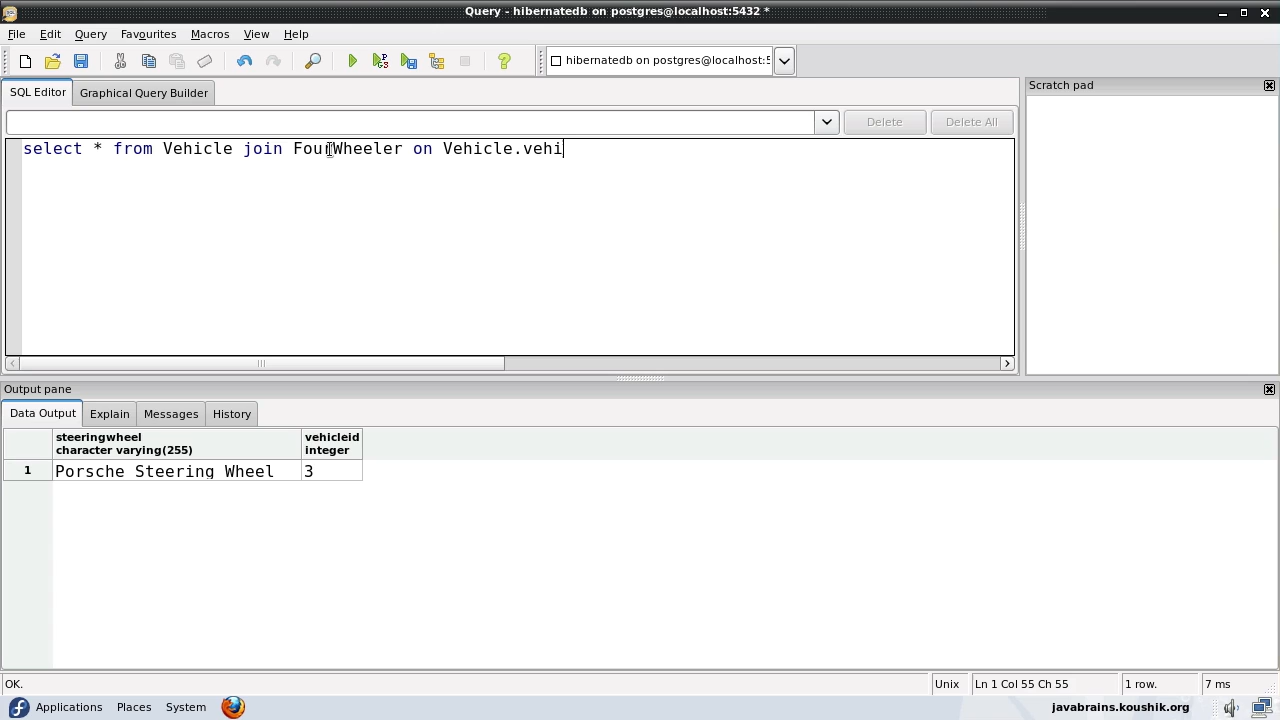 Query - hibernatedb on postgres@localhost:5432 *
File Edit Query Favourites Macros View Help
hibernatedb on postgres@localhost:5
SQL Editor
Graphical Query Builder
Scratch pad
Delete
Delete All
select * from Vehicle join FourWheeler on Vehicle.vehi
Output pane
Data Output
Explain
Messages
History
steeringwheel
character varying(255)
vehicleid
integer
1 Porsche Steering Wheel 3
OK.
Unix
Ln 1 Col 55 Ch 55
1 row.
7 ms
Applications Places System
javabrains.koushik.org